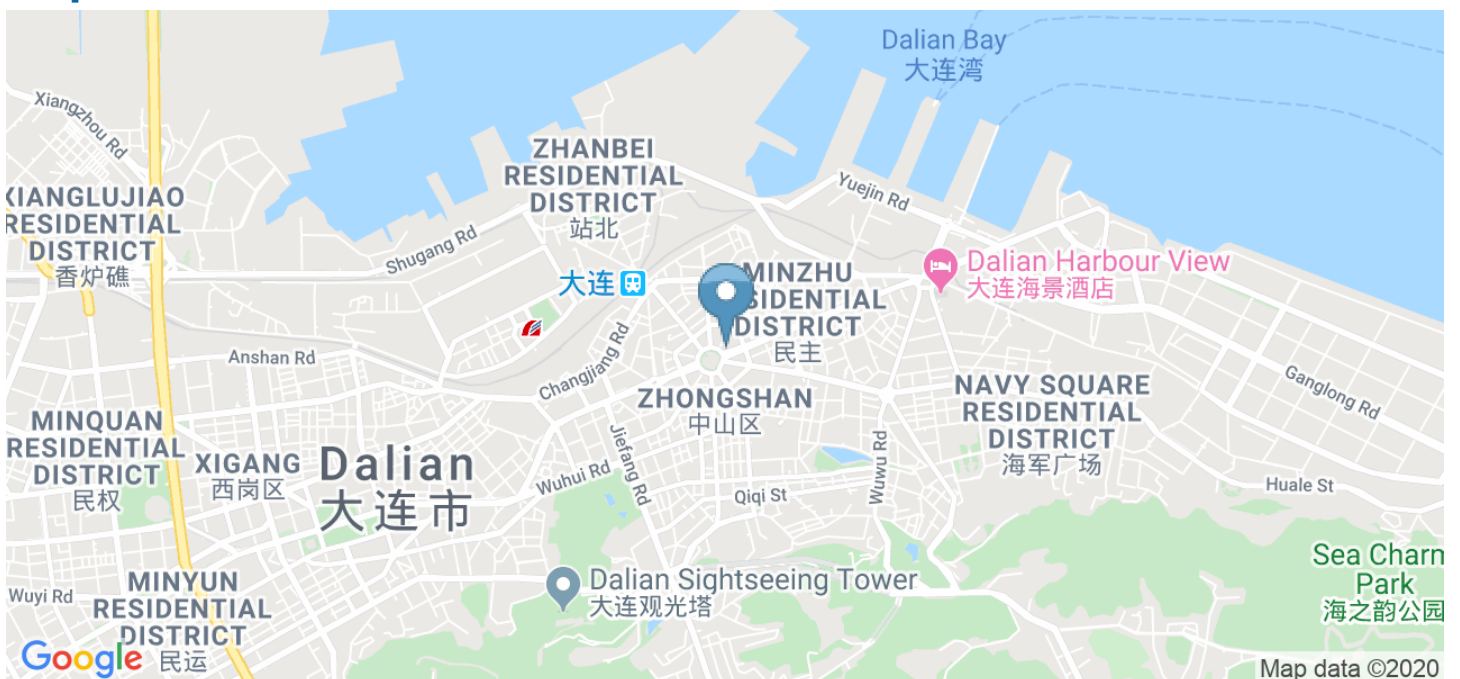 Dalian Bay
大连湾
Xiangzhou Rd
ZHANBEI
RESIDENTIAL
DISTRICT
站北
Yuejin Rd
XIANGLUJIAO
RESIDENTIAL
DISTRICT
香炉礁
Shugang Rd
大连
MINZHU
SIDENTIAL
DISTRICT
民主
Dalian Harbour View
大连海景酒店
Anshan Rd
Changjiang Rd
ZHONGSHAN
中山区
NAVY SQUARE
RESIDENTIAL
DISTRICT
海军广场
Ganglong Rd
MINQUAN
RESIDENTIAL
DISTRICT
民权
XIGANG
西岗区
Dalian
大连市
Jiefang Rd
Wuhui Rd
Qiqi St
Wuwu Rd
Huale St
Sea Charm
Park
海之韵公园
Dalian Sightseeing Tower
大连观光塔
Wuyi Rd
MINYUN
RESIDENTIAL
DISTRICT
民运
Google
Map data ©2020